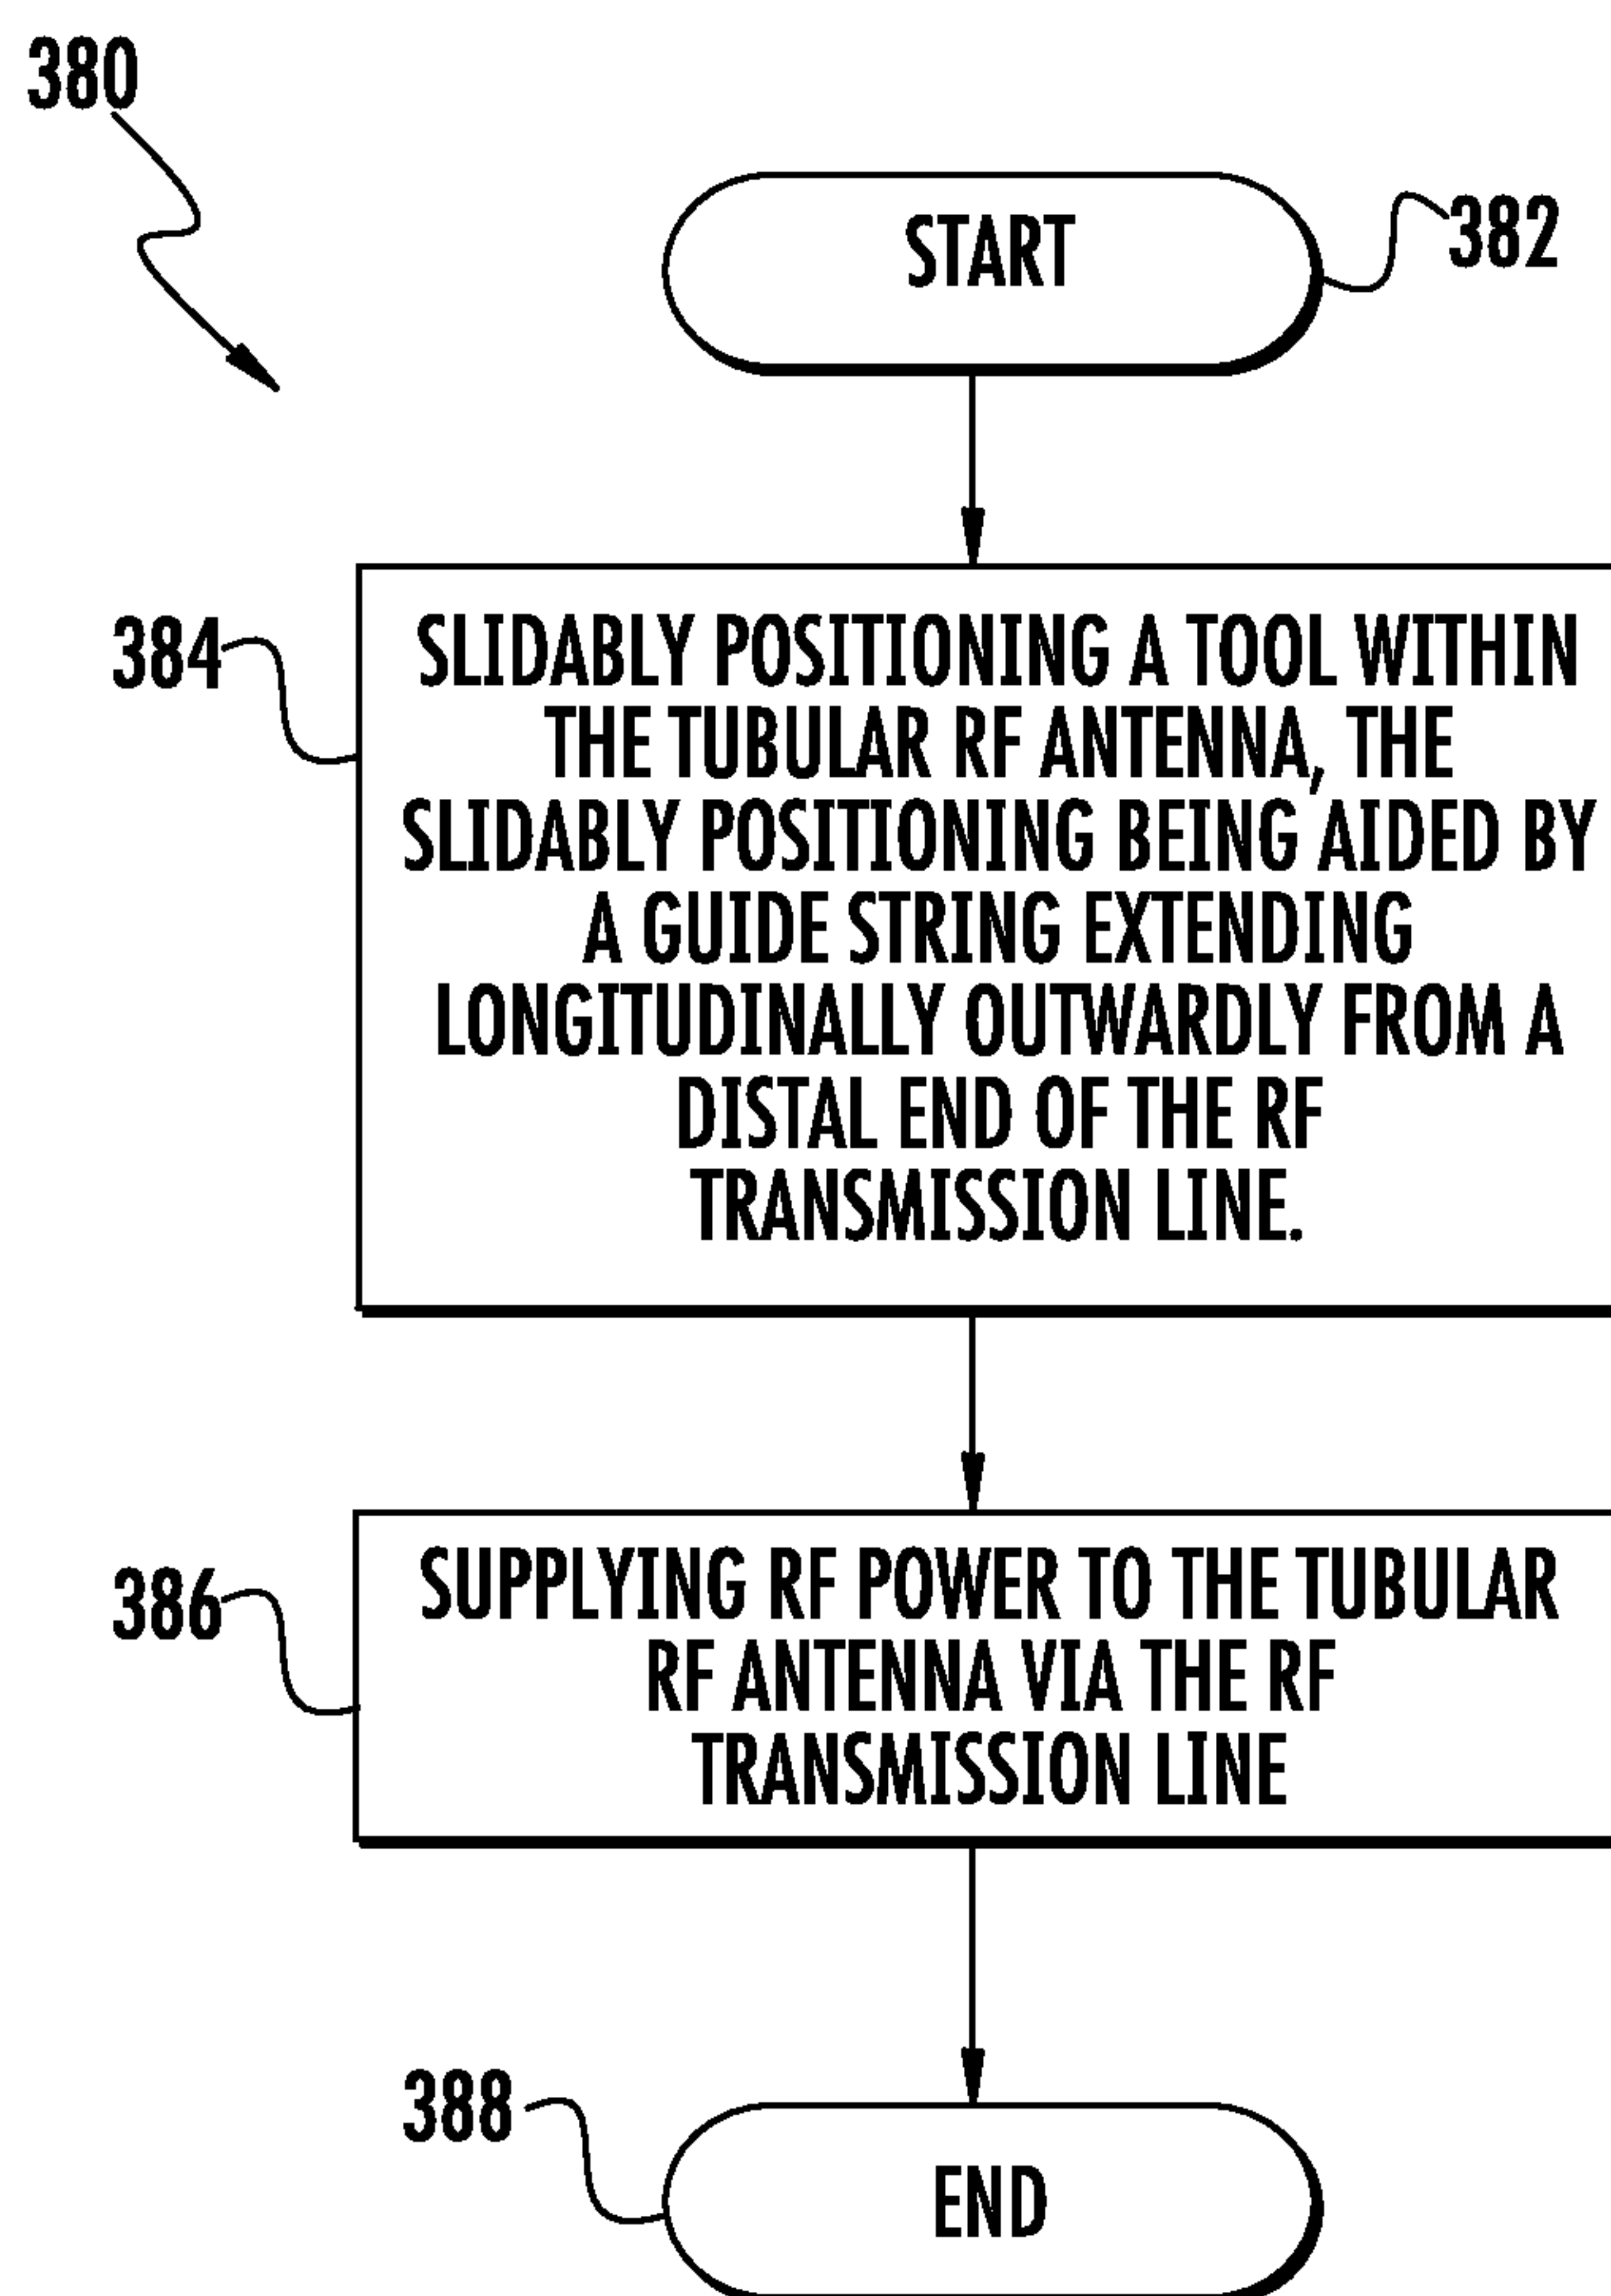 380
START
382
384
SLIDABLY POSITIONING A TOOL WITHIN
THE TUBULAR RF ANTENNA, THE
SLIDABLY POSITIONING BEING AIDED BY
A GUIDE STRING EXTENDING
LONGITUDINALLY OUTWARDLY FROM A
DISTAL END OF THE RF
TRANSMISSION LINE.
386
SUPPLYING RF POWER TO THE TUBULAR
RF ANTENNA VIA THE RF
TRANSMISSION LINE
388
END